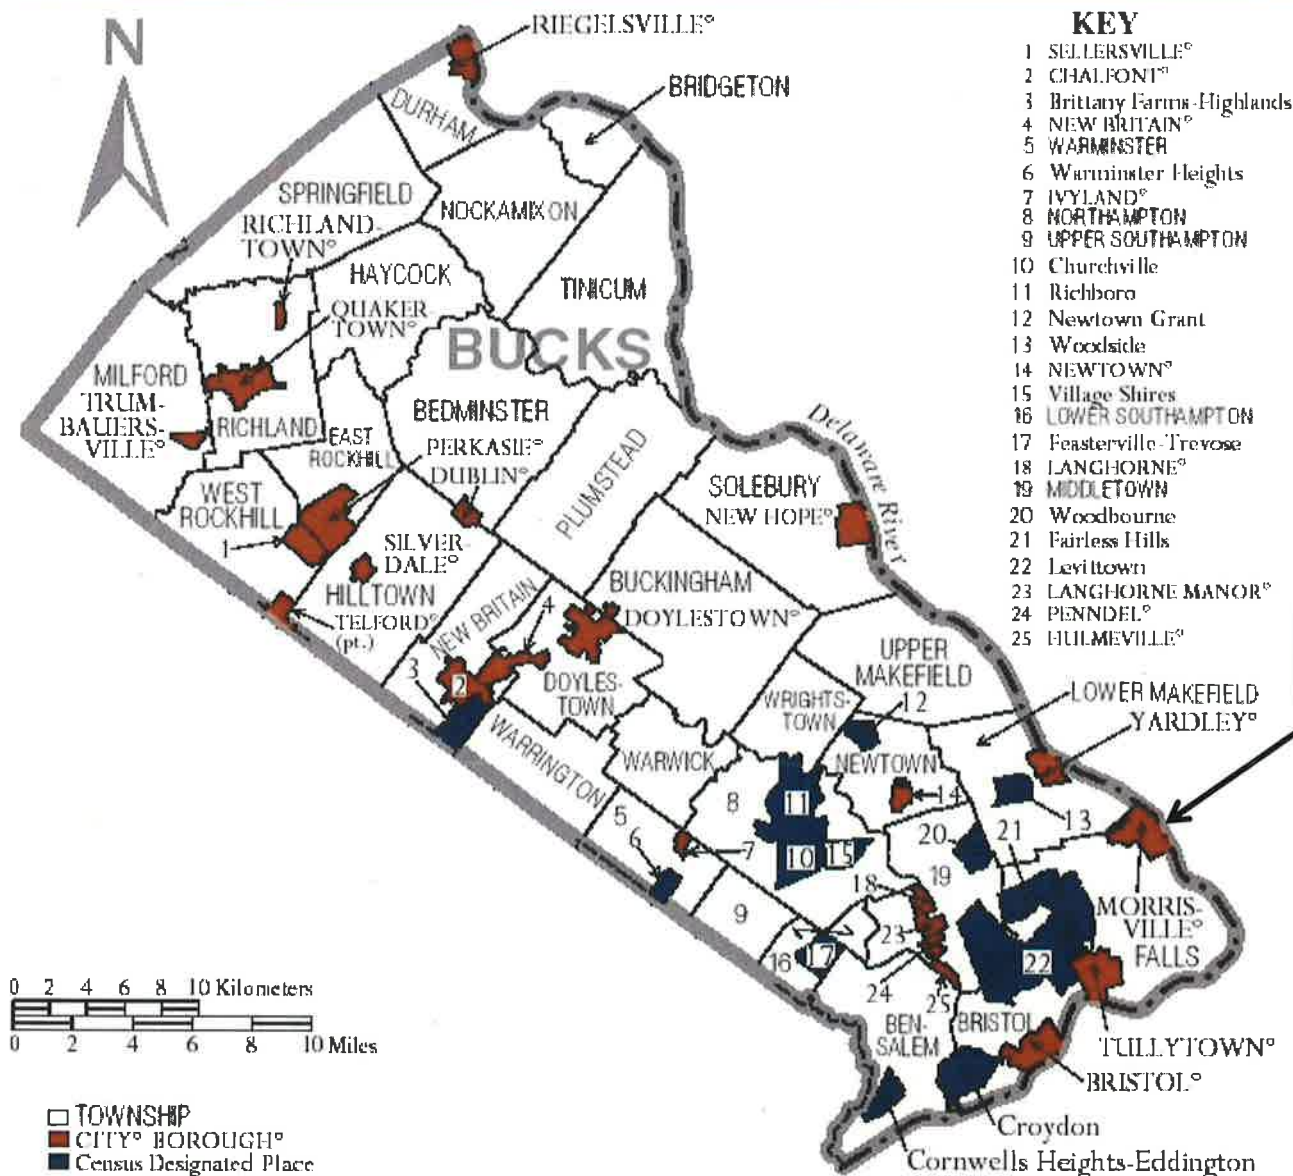 N
RIEGELSVILLE°
BRIDGETON
DURHAM
SPRINGFIELD
NOCKAMIXON
RICHLAND-
TOWN°
HAYCOCK
TINICUM
QUAKER-
TOWN°
BUCKS
MILFORD
TRUM-
BAUERS-
VILLE°
RICHLAND
BEDMINSTER
EAST
ROCKHILL
PERKASIE°
DUBLIN°
PLUMSTEAD
Delaware River
WEST
ROCKHILL
SOLEBURY
NEW HOPE°
1
SILVER-
DALE°
HILLTOWN
TELFORD°
(pt.)
NEW BRITAIN
4
BUCKINGHAM
DOYLESTOWN°
UPPER
MAKEFIELD
3
2
DOYLES-
TOWN
WRIGHTS-
TOWN
12
LOWER MAKEFIELD
YARDLEY°
WARRINGTON
WARWICK
NEWTOWN
14
13
5
6
7
8
11
10
15
20
21
19
18
9
23
MORRIS-
VILLE°
FALLS
16
17
22
24
25
BEN-
SALEM
BRISTOL
TULLYTOWN°
BRISTOL°
Croydon
Cornwells Heights-Eddington
KEY
1 SELLERSVILLE°
2 CHALFONT°
3 Brittany Farms-Highlands
4 NEW BRITAIN°
5 WARMINSTER
6 Warminster Heights
7 IVYLAND°
8 NORTHAMPTON
9 UPPER SOUTHAMPTON
10 Churchville
11 Richboro
12 Newtown Grant
13 Woodside
14 NEWTOWN°
15 Village Shires
16 LOWER SOUTHAMPTON
17 Feasterville-Trevose
18 LANGHORNE°
19 MIDDLETOWN
20 Woodbourne
21 Fairless Hills
22 Levittown
23 LANGHORNE MANOR°
24 PENNDEL°
25 HULMEVILLE°
0 2 4 6 8 10 Kilometers
0 2 4 6 8 10 Miles
TOWNSHIP
CITY° BOROUGH°
Census Designated Place